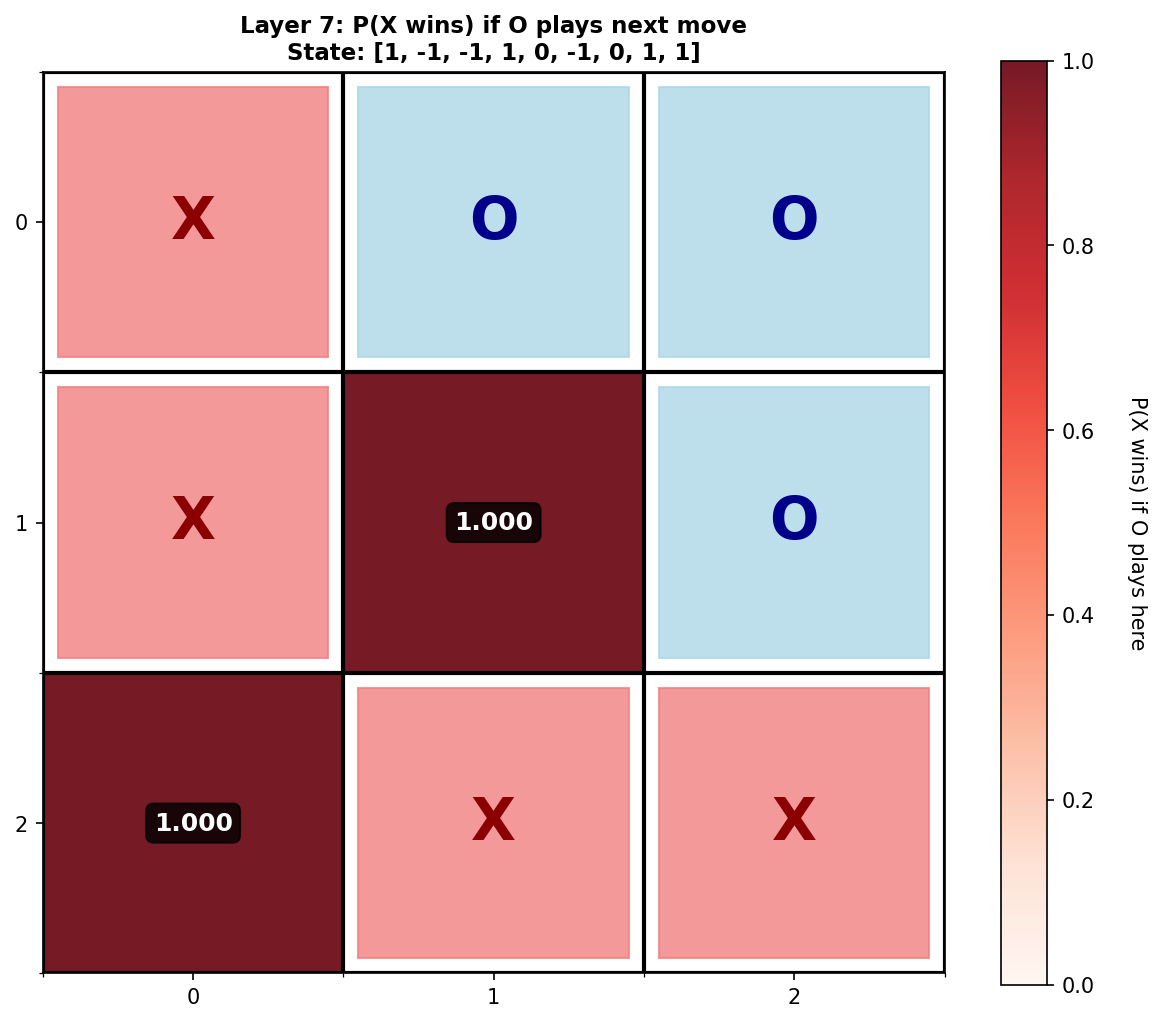 Layer 7: P(X wins) if O plays next move
State: [1, -1, -1, 1, 0, -1, 0, 1, 1]
X O O
X 1.000 O
1.000 X X
0
1
2
0 1 2
1.0
0.8
0.6
0.4
0.2
0.0
P(X wins) if O plays here